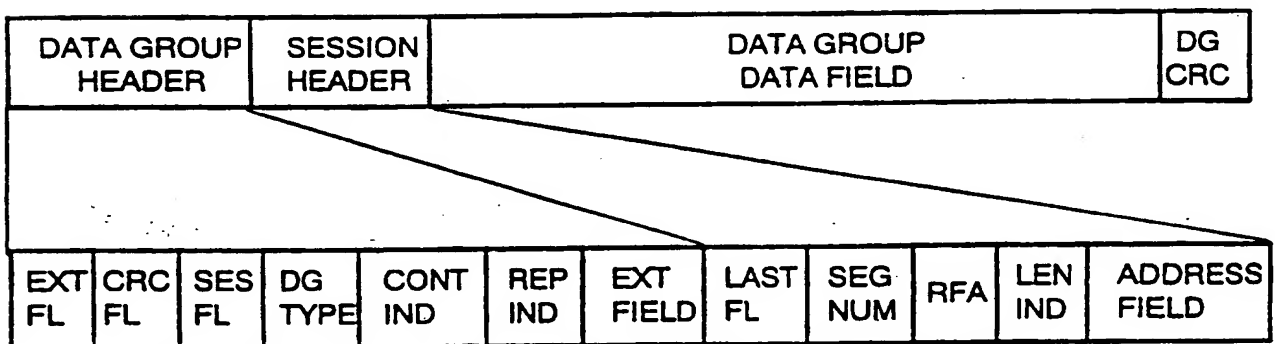 DATA GROUP HEADER
SESSION HEADER
DATA GROUP DATA FIELD
DG CRC
EXT FL
CRC FL
SES FL
DG TYPE
CONT IND
REP IND
EXT FIELD
LAST FL
SEG NUM
RFA
LEN IND
ADDRESS FIELD